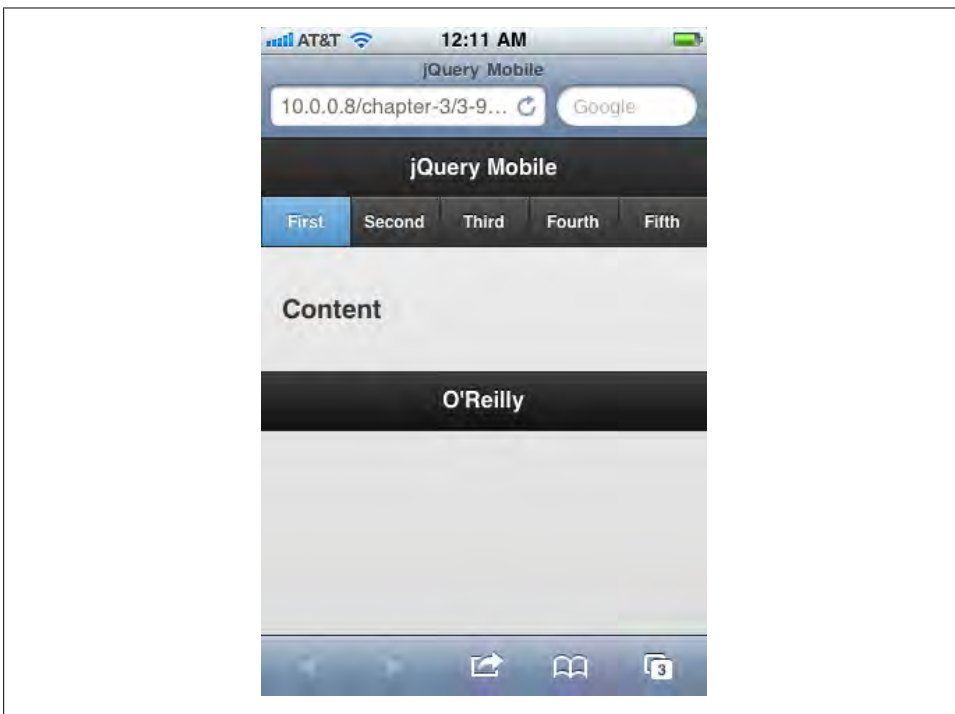 AT&T 12:11 AM
jQuery Mobile
10.0.0.8/chapter-3/3-9... Google
jQuery Mobile
First Second Third Fourth Fifth
Content
O'Reilly
3